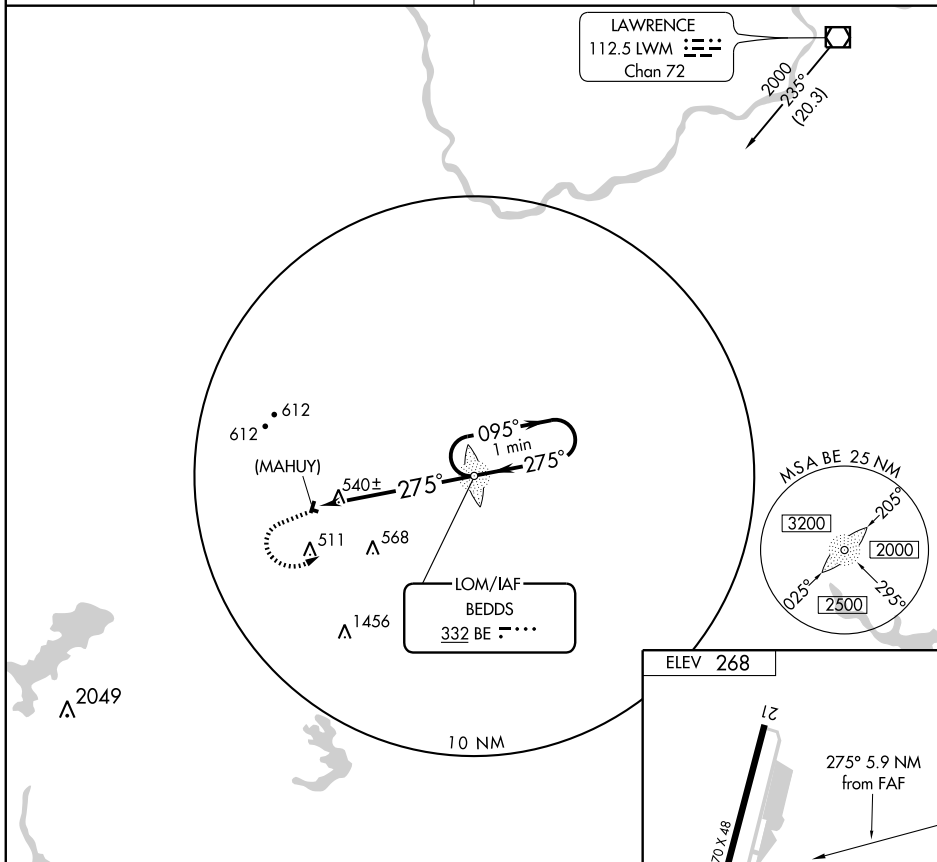 LAWRENCE
112.5 LWM
Chan 72
2000
235°
(20.3)
612
612
095°
1 min
275°
(MAHUY)
540±
275°
511
568
LOM/IAF
BEDDS
332 BE
1456
2049
10 NM
MSA BE 25 NM
205°
3200
2000
025°
295°
2500
ELEV 268
21
275° 5.9 NM
from FAF
70 X 48